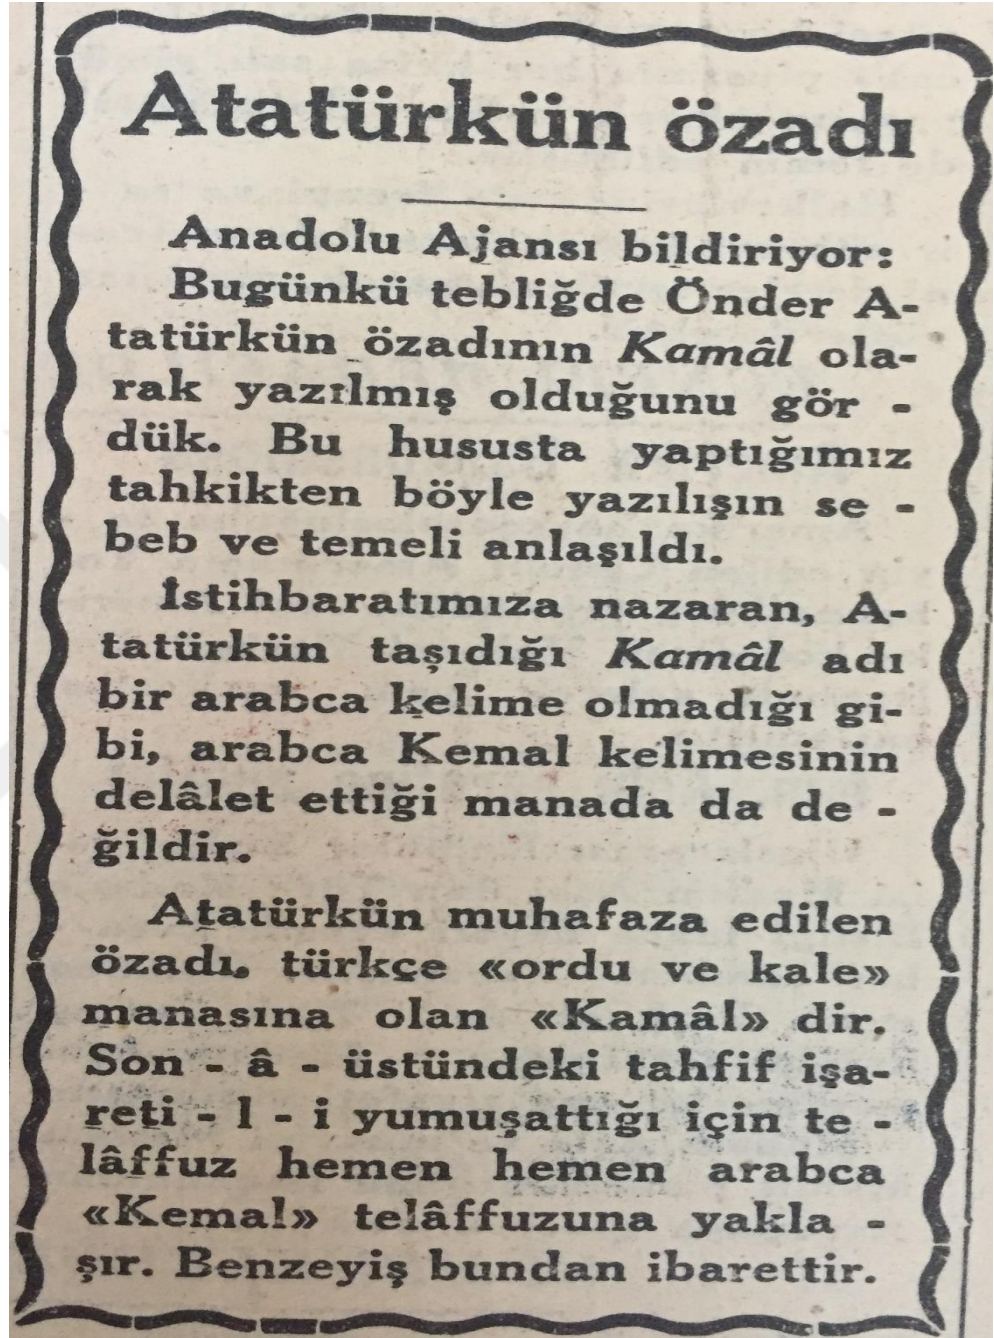 Atatürkün özadı
Anadolu Ajansı bildiriyor:
Bugünkü tebliğde Önder A-
tatürkün özadının Kamâl ola-
rak yazılmış olduğunu gör -
dük. Bu hususta yaptığımız
tahkikten böyle yazılışın se -
beb ve temeli anlaşıldı.
İstihbaratımıza nazaran, A-
tatürkün taşıdığı Kamâl adı
bir arabca kelime olmadığı gi-
bi, arabca Kemal kelimesinin
delâlet ettiği manada da de -
ğildir.
Atatürkün muhafaza edilen
özadı. türkçe «ordu ve kale»
manasına olan «Kamâl» dir.
Son - â - üstündeki tahfif işa-
reti - l - i yumuşattığı için te -
lâffuz hemen hemen arabca
«Kemal» telâffuzuna yakla -
şır. Benzeyiş bundan ibarettir.